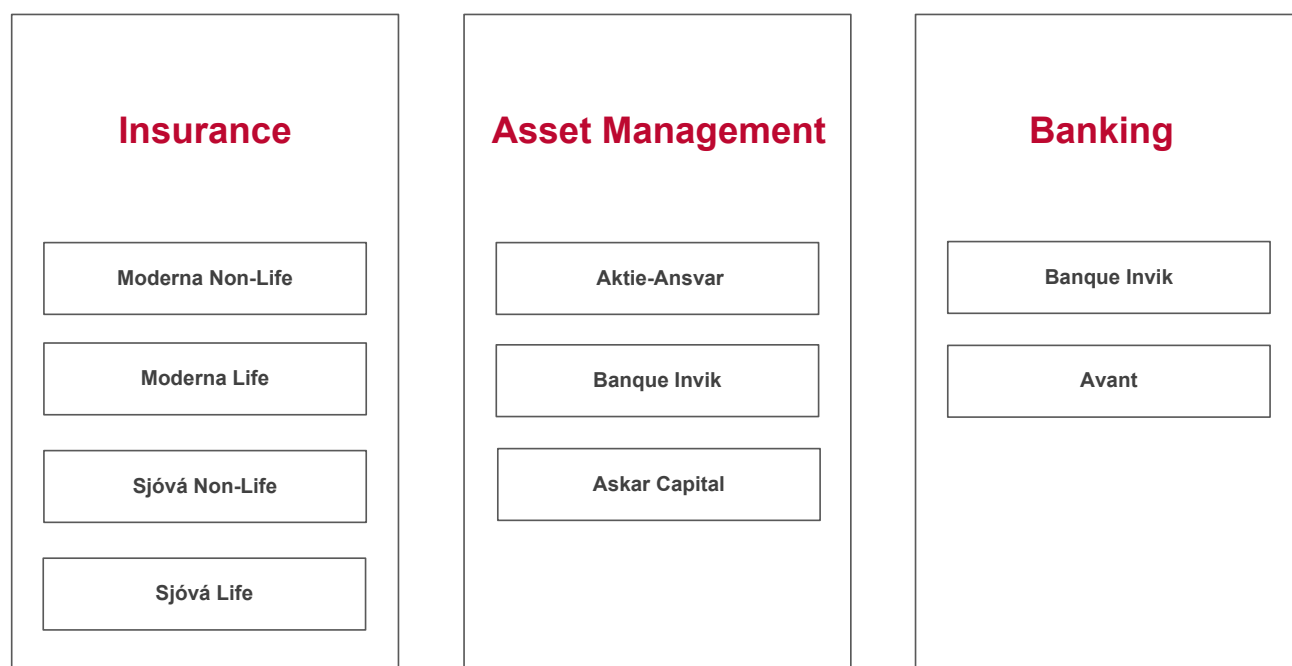 Insurance
Moderna Non-Life
Moderna Life
Sjóvá Non-Life
Sjóvá Life
Asset Management
Aktie-Ansvar
Banque Invik
Askar Capital
Banking
Banque Invik
Avant